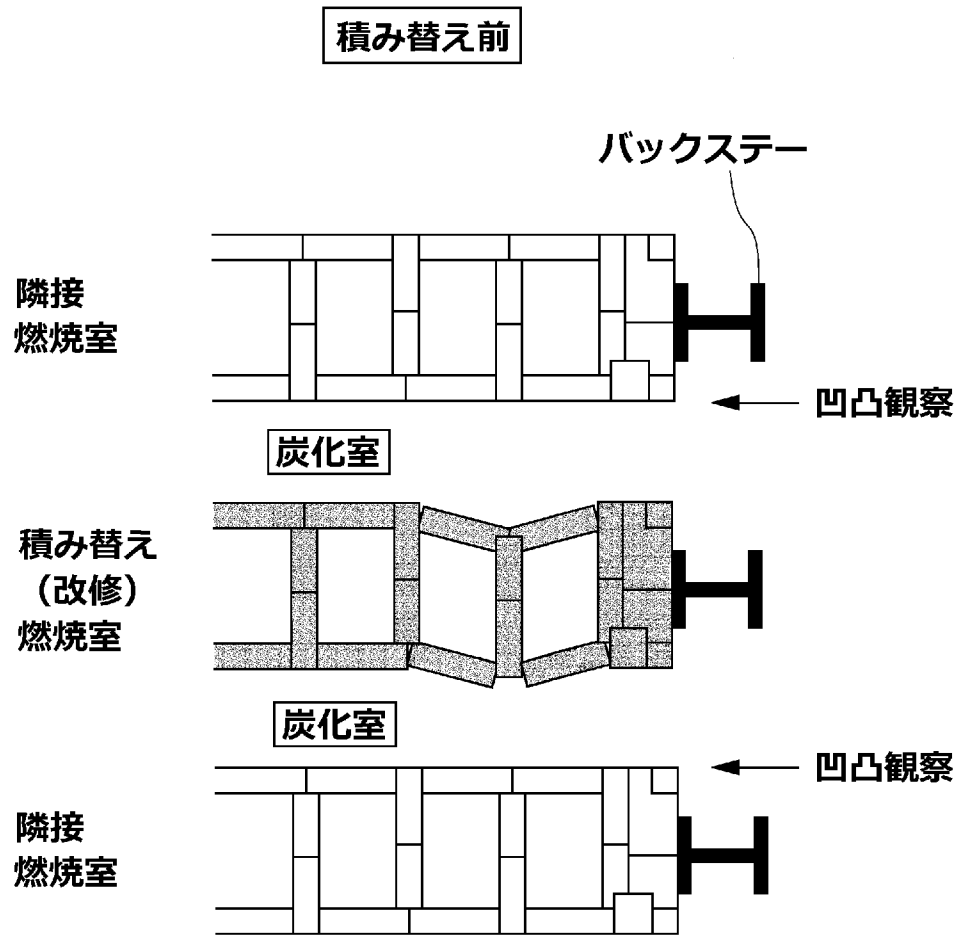 積み替え前
バックステー
隣接
燃焼室
凹凸観察
炭化室
積み替え
（改修）
燃焼室
炭化室
凹凸観察
隣接
燃焼室